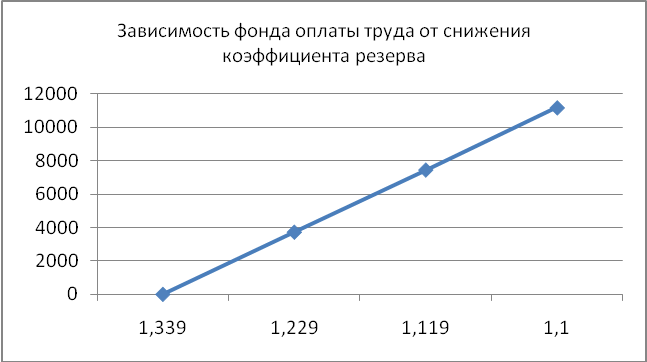 Зависимость фонда оплаты труда от снижения
коэффициента резерва
12000
10000
8000
6000
4000
2000
0
1,339 1,229 1,119 1,1